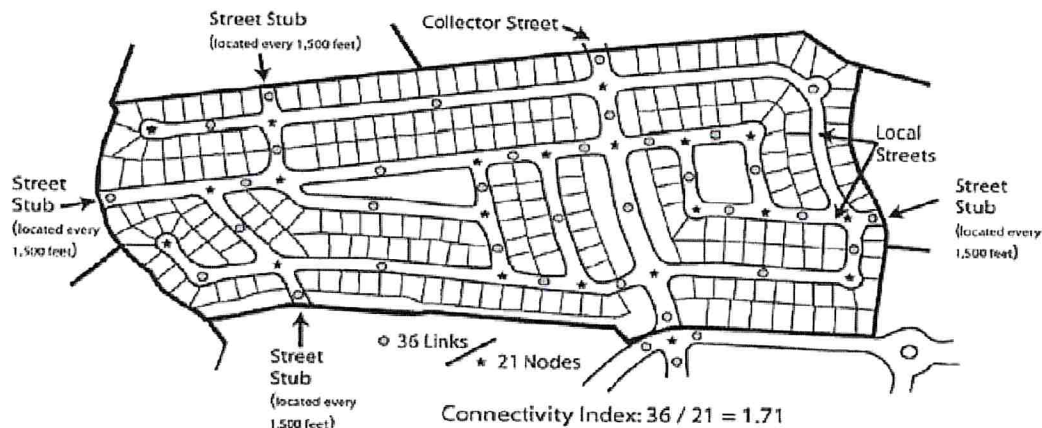 Street Stub
(located every 1,500 feet)
Collector Street
Local
Streets
Street
Stub
(located every
1,500 feet)
Street
Stub
(located every
1,500 feet)
36 Links
21 Nodes
Street
Stub
(located every
1,500 feet)
Connectivity Index: 36 / 21 = 1.71